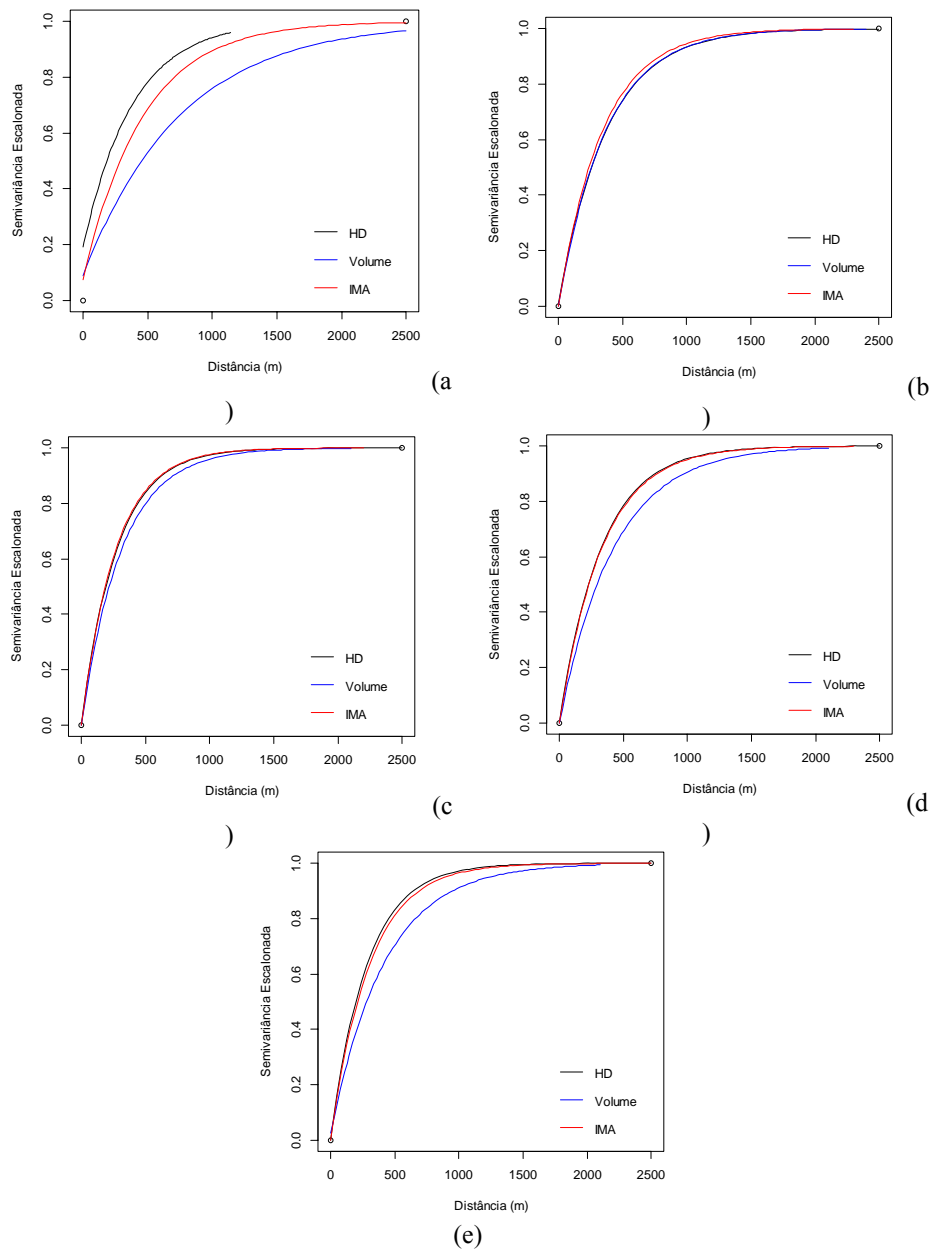 Semivariância Escalonada
1.0
0.8
0.6
0.4
0.2
0.0
HD
Volume
IMA
0 500 1000 1500 2000 2500
Distância (m)
(a
)
Semivariância Escalonada
1.0
0.8
0.6
0.4
0.2
0.0
HD
Volume
IMA
0 500 1000 1500 2000 2500
Distância (m)
(b
)
Semivariância Escalonada
1.0
0.8
0.6
0.4
0.2
0.0
HD
Volume
IMA
0 500 1000 1500 2000 2500
Distância (m)
(c
)
Semivariância Escalonada
1.0
0.8
0.6
0.4
0.2
0.0
HD
Volume
IMA
0 500 1000 1500 2000 2500
Distância (m)
(d
)
Semivariância Escalonada
1.0
0.8
0.6
0.4
0.2
0.0
HD
Volume
IMA
0 500 1000 1500 2000 2500
Distância (m)
(e)